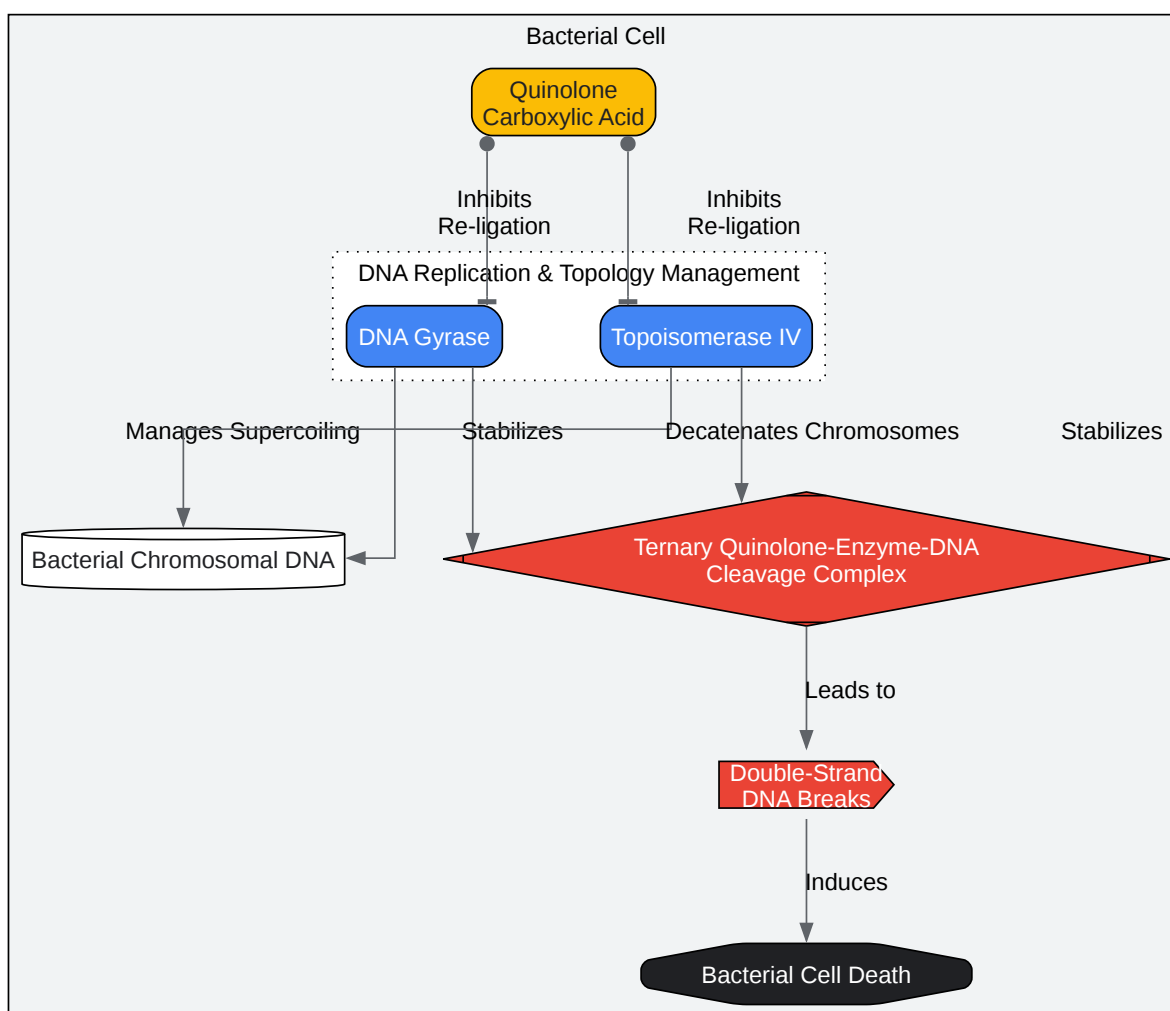 Bacterial Cell
Quinolone
Carboxylic Acid
Inhibits
Re-ligation
Inhibits
Re-ligation
DNA Replication & Topology Management
DNA Gyrase
Topoisomerase IV
Manages Supercoiling
Stabilizes
Decatenates Chromosomes
Stabilizes
Bacterial Chromosomal DNA
Ternary Quinolone-Enzyme-DNA
Cleavage Complex
Leads to
Double-Strand
DNA Breaks
Induces
Bacterial Cell Death